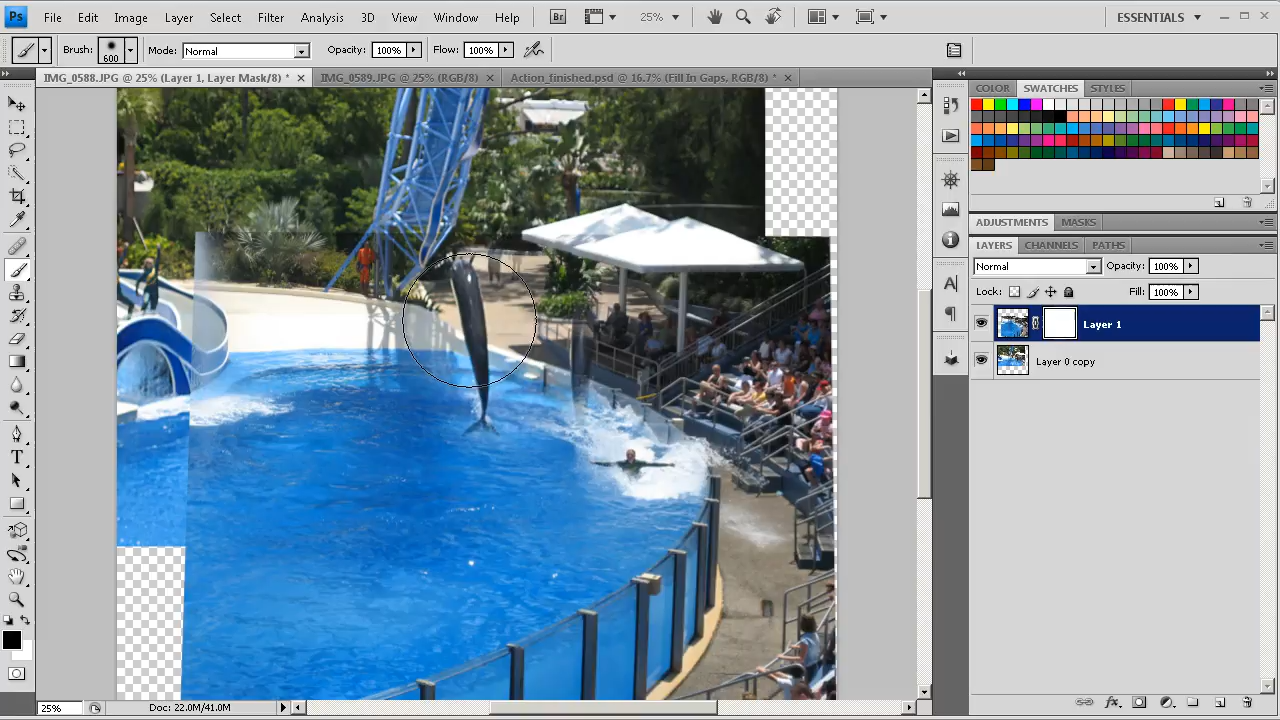 Ps File Edit Image Layer Select Filter Analysis 3D View Window Help Br 25% ESSENTIALS
Brush: 600 Mode: Normal Opacity: 100% Flow: 100%
IMG_0588.JPG @ 25% (Layer 1, Layer Mask/8) * IMG_0589.JPG @ 25% (RGB/8) Action_finished.psd @ 16.7% (Fill In Gaps, RGB/8) *
COLOR SWATCHES STYLES
ADJUSTMENTS MASKS
LAYERS CHANNELS PATHS
Normal Opacity: 100%
Lock: Fill: 100%
Layer 1
Layer 0 copy
25% Doc: 22.0M/41.0M